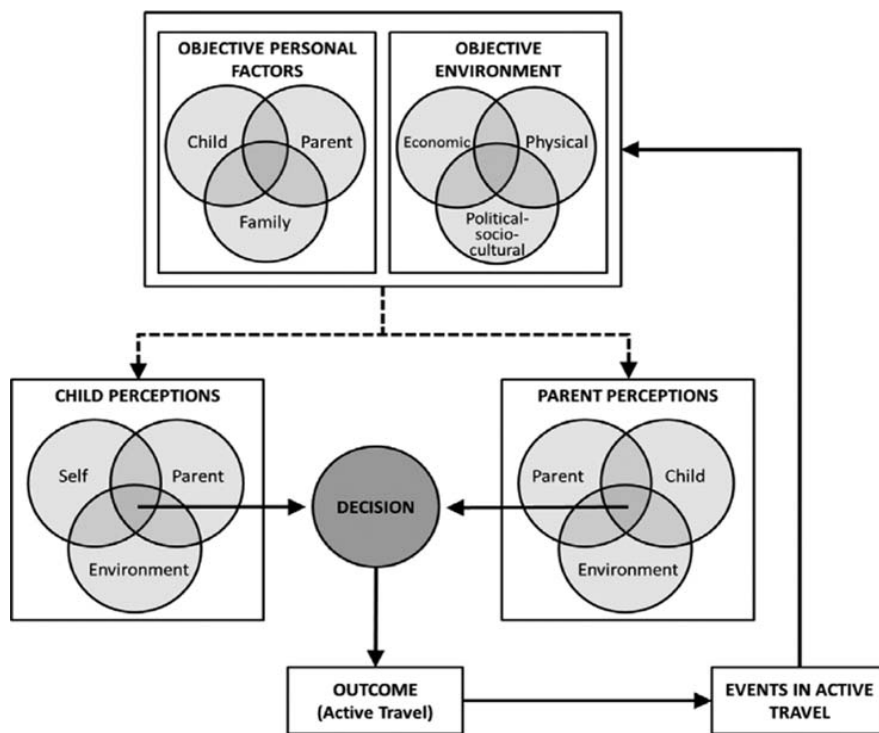 OBJECTIVE PERSONAL
FACTORS
Child
Parent
Family
OBJECTIVE
ENVIRONMENT
Economic
Physical
Political-
socio-
cultural
CHILD PERCEPTIONS
Self
Parent
Environment
DECISION
PARENT PERCEPTIONS
Parent
Child
Environment
OUTCOME
(Active Travel)
EVENTS IN ACTIVE
TRAVEL